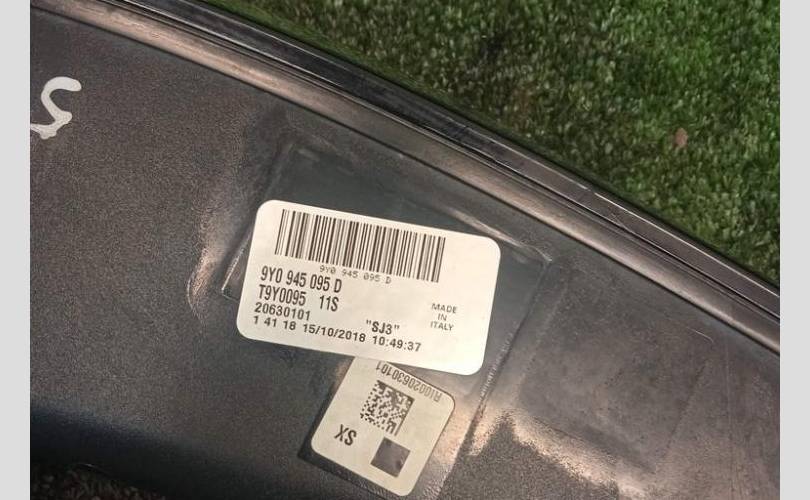 S
9Y0 945 095 D
9Y0 945 095 D
T9Y0095 11S
20630101 "SJ3"
1 41 18 15/10/2018 10:49:37
MADE
IN
ITALY
A10020630101
SX